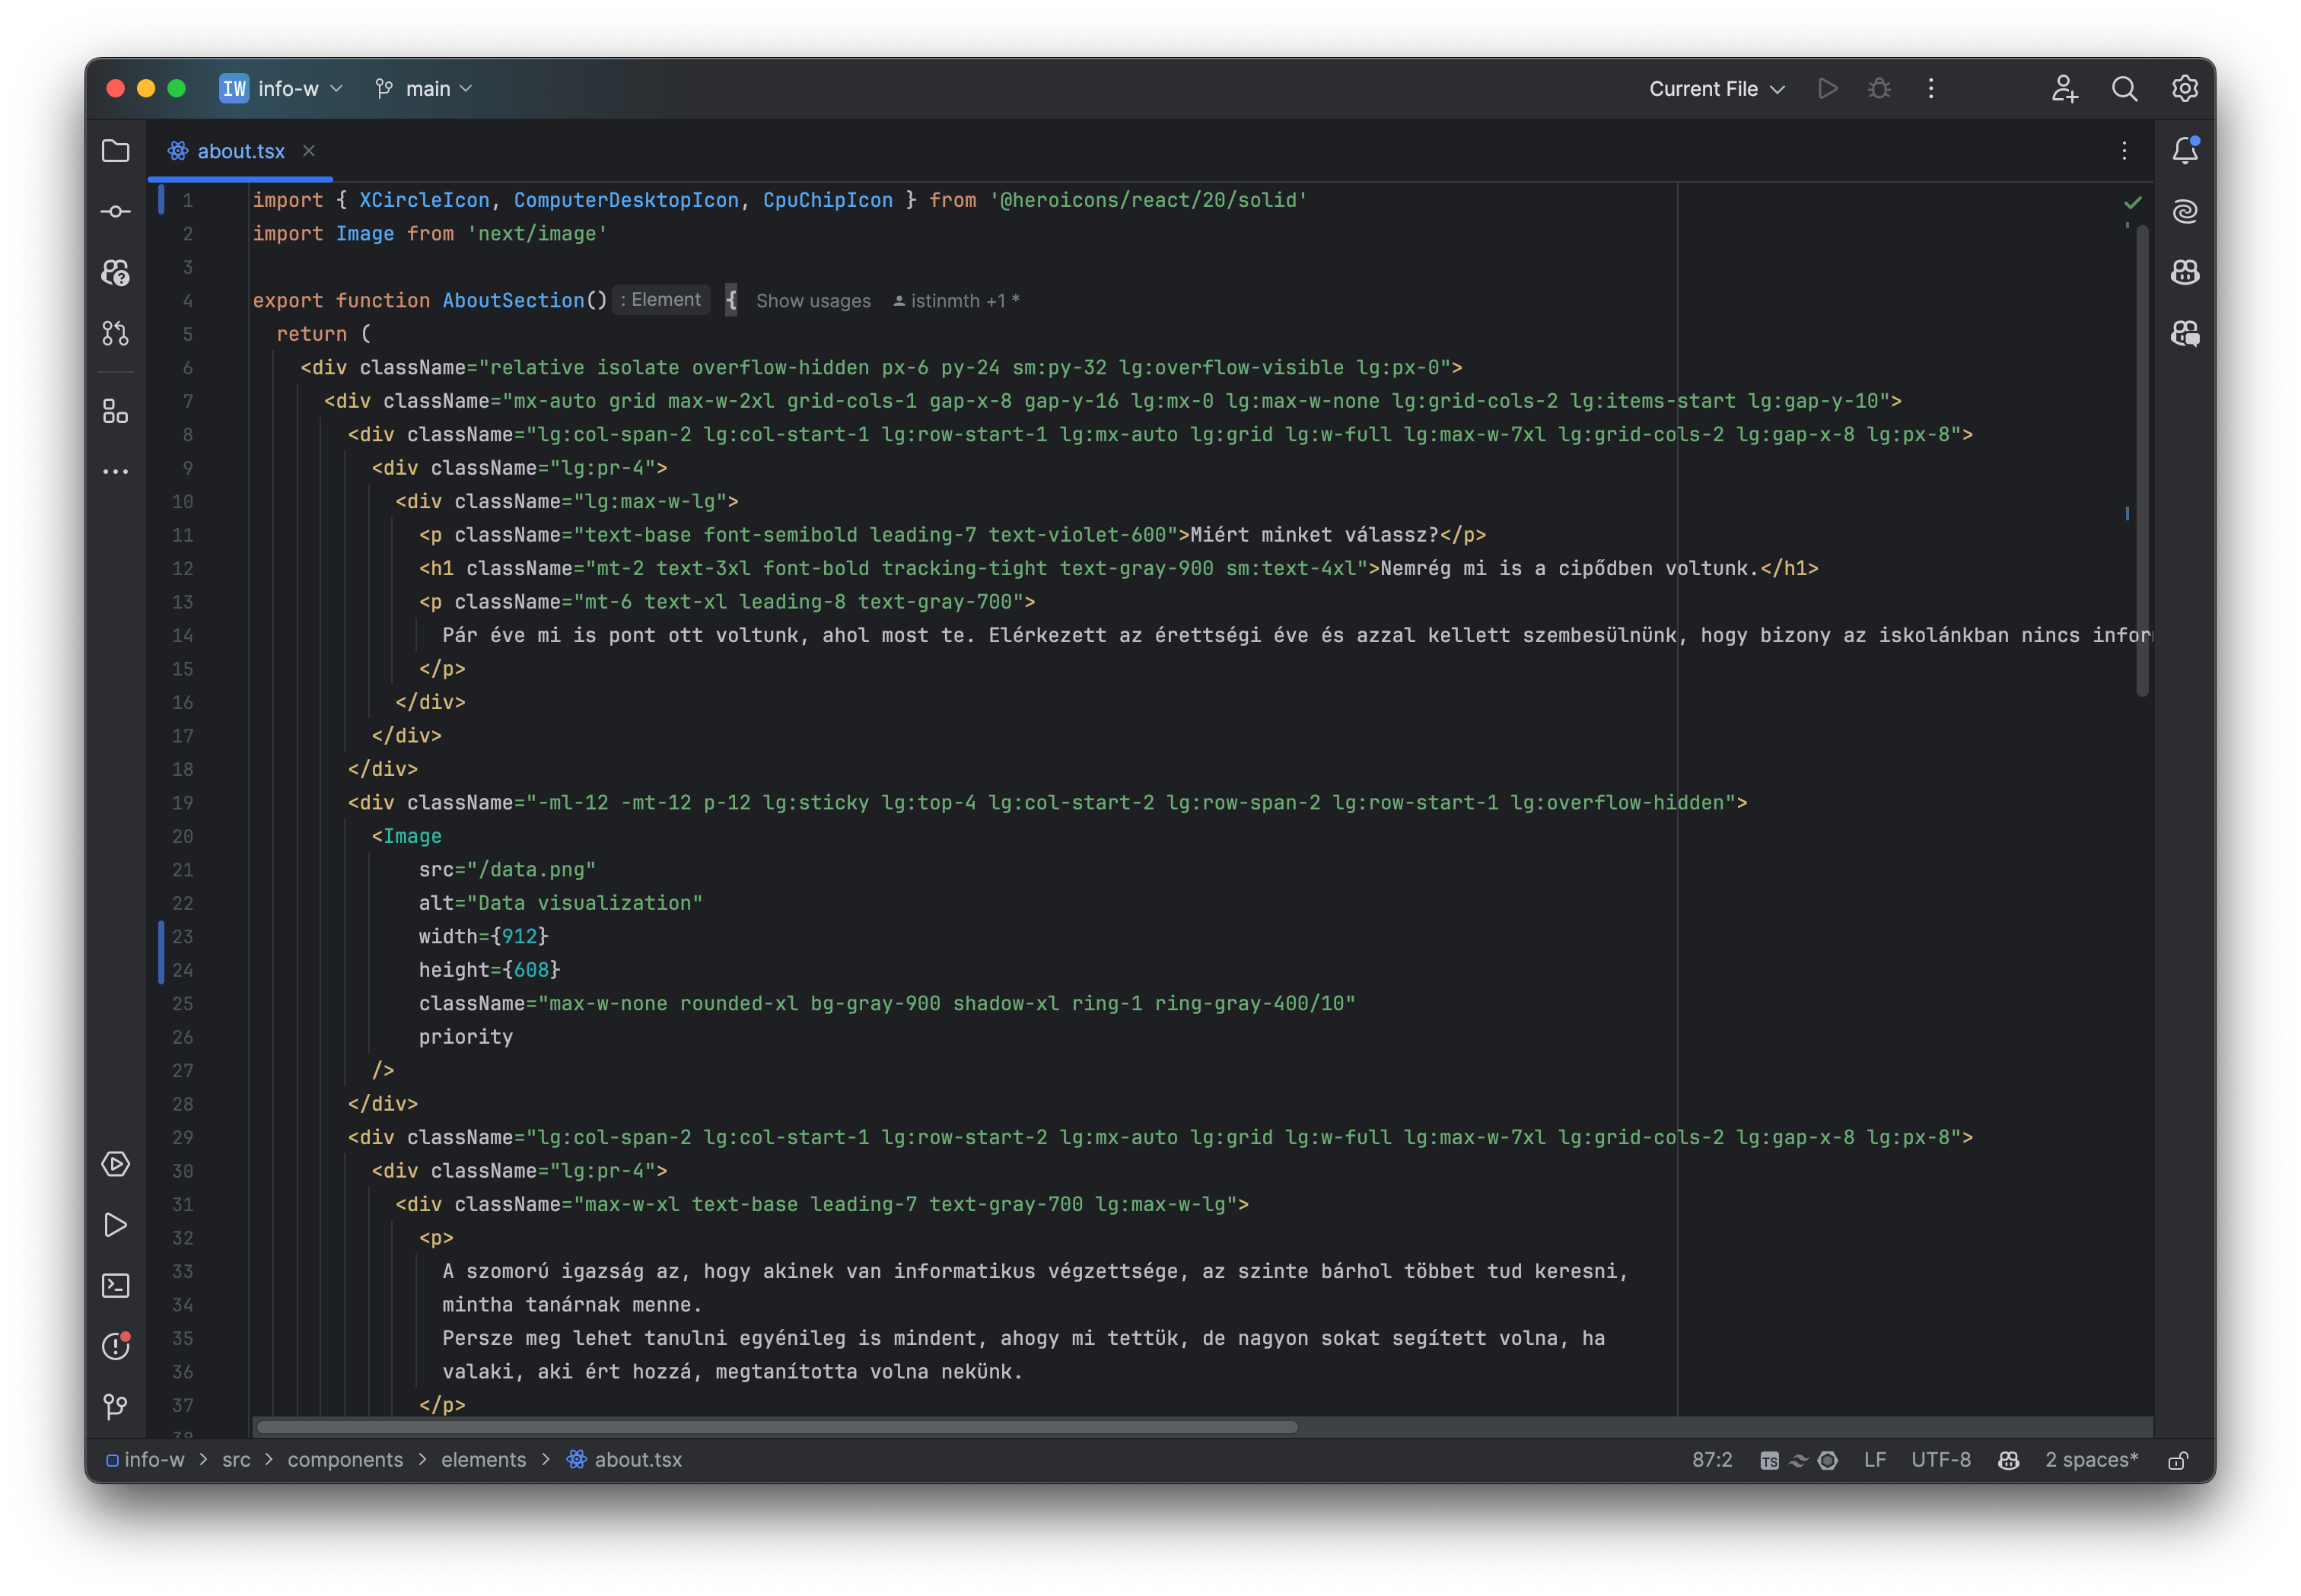 IW info-w main Current File
about.tsx
1 import { XCircleIcon, ComputerDesktopIcon, CpuChipIcon } from '@heroicons/react/20/solid'
2 import Image from 'next/image'
3
4 export function AboutSection() : Element { Show usages istinmth +1 *
5 return (
6 <div className="relative isolate overflow-hidden px-6 py-24 sm:py-32 lg:overflow-visible lg:px-0">
7 <div className="mx-auto grid max-w-2xl grid-cols-1 gap-x-8 gap-y-16 lg:mx-0 lg:max-w-none lg:grid-cols-2 lg:items-start lg:gap-y-10">
8 <div className="lg:col-span-2 lg:col-start-1 lg:row-start-1 lg:mx-auto lg:grid lg:w-full lg:max-w-7xl lg:grid-cols-2 lg:gap-x-8 lg:px-8">
9 <div className="lg:pr-4">
10 <div className="lg:max-w-lg">
11 <p className="text-base font-semibold leading-7 text-violet-600">Miért minket válassz?</p>
12 <h1 className="mt-2 text-3xl font-bold tracking-tight text-gray-900 sm:text-4xl">Nemrég mi is a cipődben voltunk.</h1>
13 <p className="mt-6 text-xl leading-8 text-gray-700">
14 Pár éve mi is pont ott voltunk, ahol most te. Elérkezett az érettségi éve és azzal kellett szembesülnünk, hogy bizony az iskolánkban nincs infor
15 </p>
16 </div>
17 </div>
18 </div>
19 <div className="-ml-12 -mt-12 p-12 lg:sticky lg:top-4 lg:col-start-2 lg:row-span-2 lg:row-start-1 lg:overflow-hidden">
20 <Image
21 src="/data.png"
22 alt="Data visualization"
23 width={912}
24 height={608}
25 className="max-w-none rounded-xl bg-gray-900 shadow-xl ring-1 ring-gray-400/10"
26 priority
27 />
28 </div>
29 <div className="lg:col-span-2 lg:col-start-1 lg:row-start-2 lg:mx-auto lg:grid lg:w-full lg:max-w-7xl lg:grid-cols-2 lg:gap-x-8 lg:px-8">
30 <div className="lg:pr-4">
31 <div className="max-w-xl text-base leading-7 text-gray-700 lg:max-w-lg">
32 <p>
33 A szomorú igazság az, hogy akinek van informatikus végzettsége, az szinte bárhol többet tud keresni,
34 mintha tanárnak menne.
35 Persze meg lehet tanulni egyénileg is mindent, ahogy mi tettük, de nagyon sokat segített volna, ha
36 valaki, aki ért hozzá, megtanította volna nekünk.
37 </p>
38
info-w > src > components > elements > about.tsx 87:2 TS LF UTF-8 2 spaces*